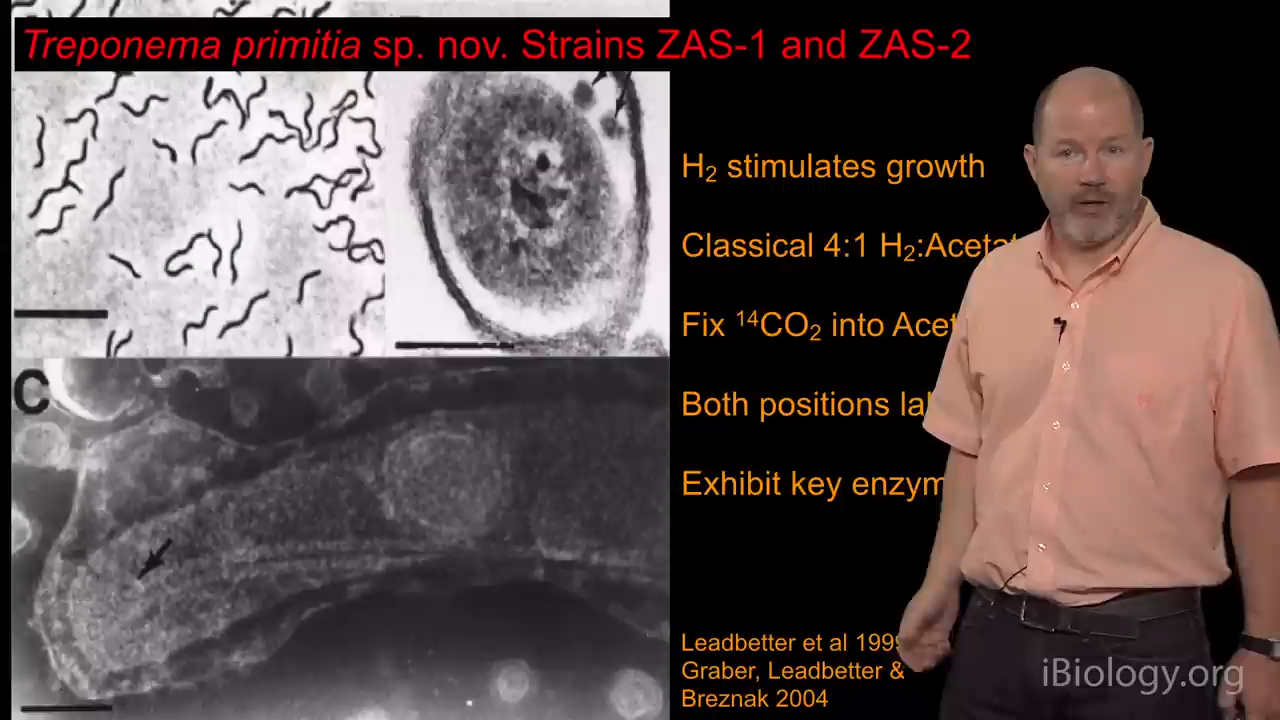 Treponema primitia sp. nov. Strains ZAS-1 and ZAS-2
H₂ stimulates growth
Classical 4:1 H₂:Acetat
Fix ¹⁴CO₂ into Acet
Both positions la
Exhibit key enzym
C
Leadbetter et al 1999
Graber, Leadbetter &
Breznak 2004
iBiology.org